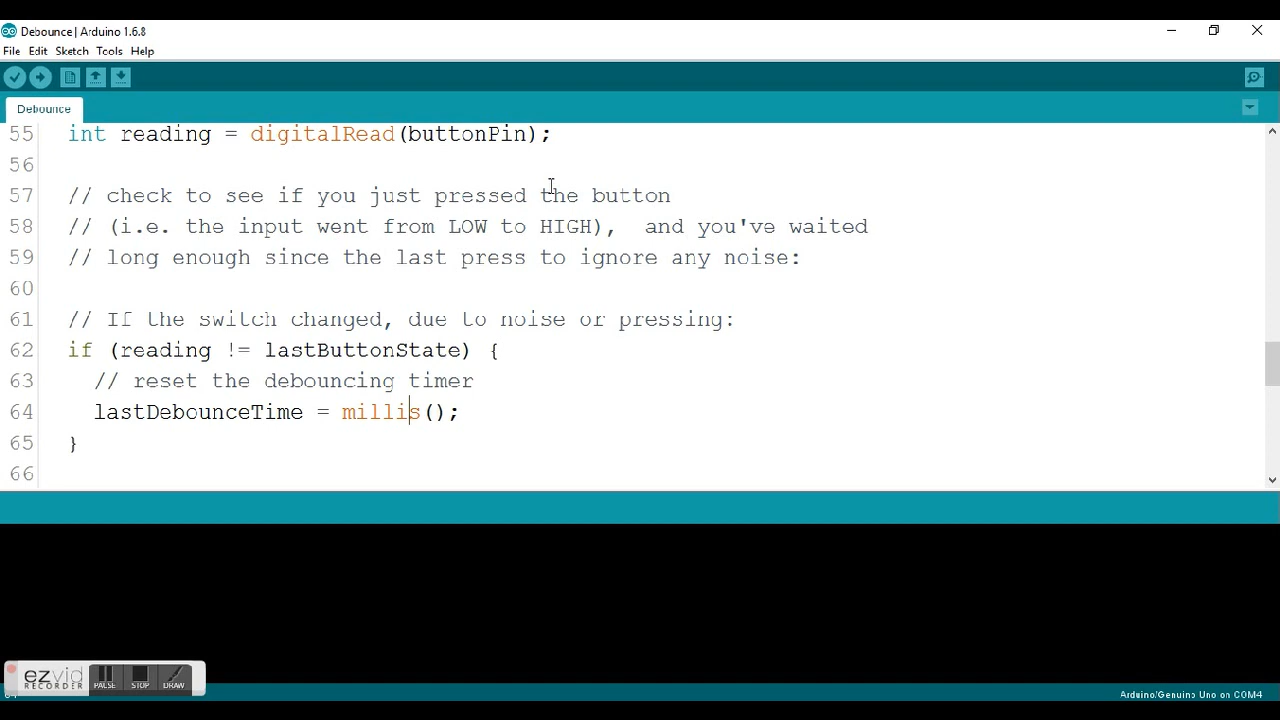 Debounce | Arduino 1.6.8
File Edit Sketch Tools Help
Debounce
55 int reading = digitalRead(buttonPin);
56
57 // check to see if you just pressed the button
58 // (i.e. the input went from LOW to HIGH),  and you've waited
59 // long enough since the last press to ignore any noise:
60
61 // If the switch changed, due to noise or pressing:
62 if (reading != lastButtonState) {
63 // reset the debouncing timer
64 lastDebounceTime = millis();
65 }
66
ezvid
RECORDER
PAUSE STOP DRAW
Arduino/Genuino Uno on COM4